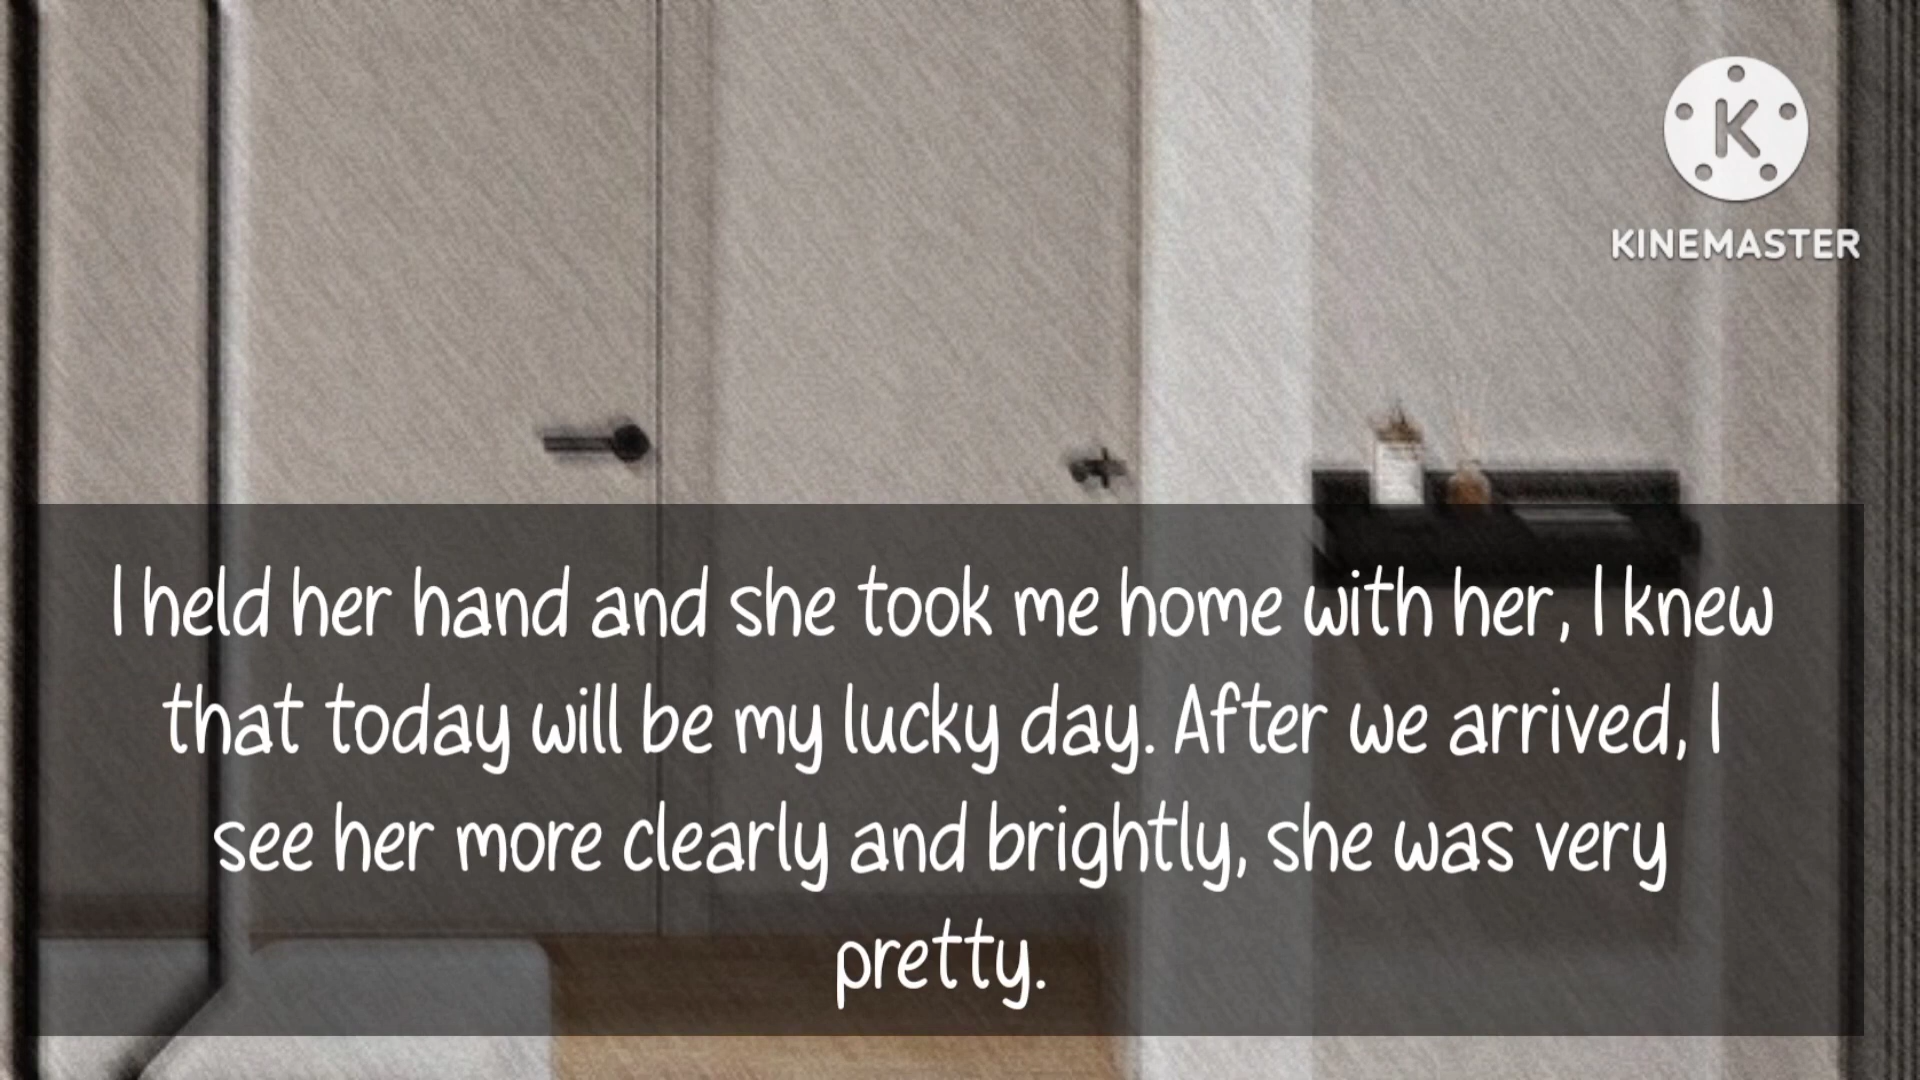 K
KINEMASTER
I held her hand and she took me home with her, I knew
that today will be my lucky day. After we arrived, I
see her more clearly and brightly, she was very
pretty.